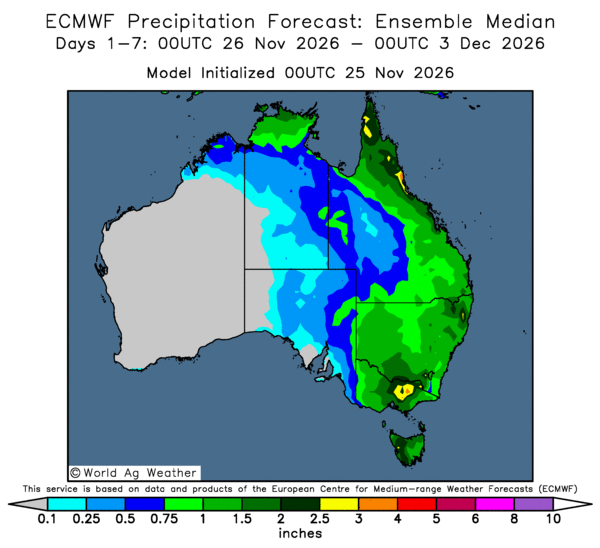 ECMWF Precipitation Forecast: Ensemble Median
Days 1-7: 00UTC 26 Nov 2026 - 00UTC 3 Dec 2026
Model Initialized 00UTC 25 Nov 2026
© World Ag Weather
This service is based on data and products of the European Centre for Medium-range Weather Forecasts (ECMWF)
0.1 0.25 0.5 0.75 1 1.5 2 2.5 3 4 5 6 8 10
inches